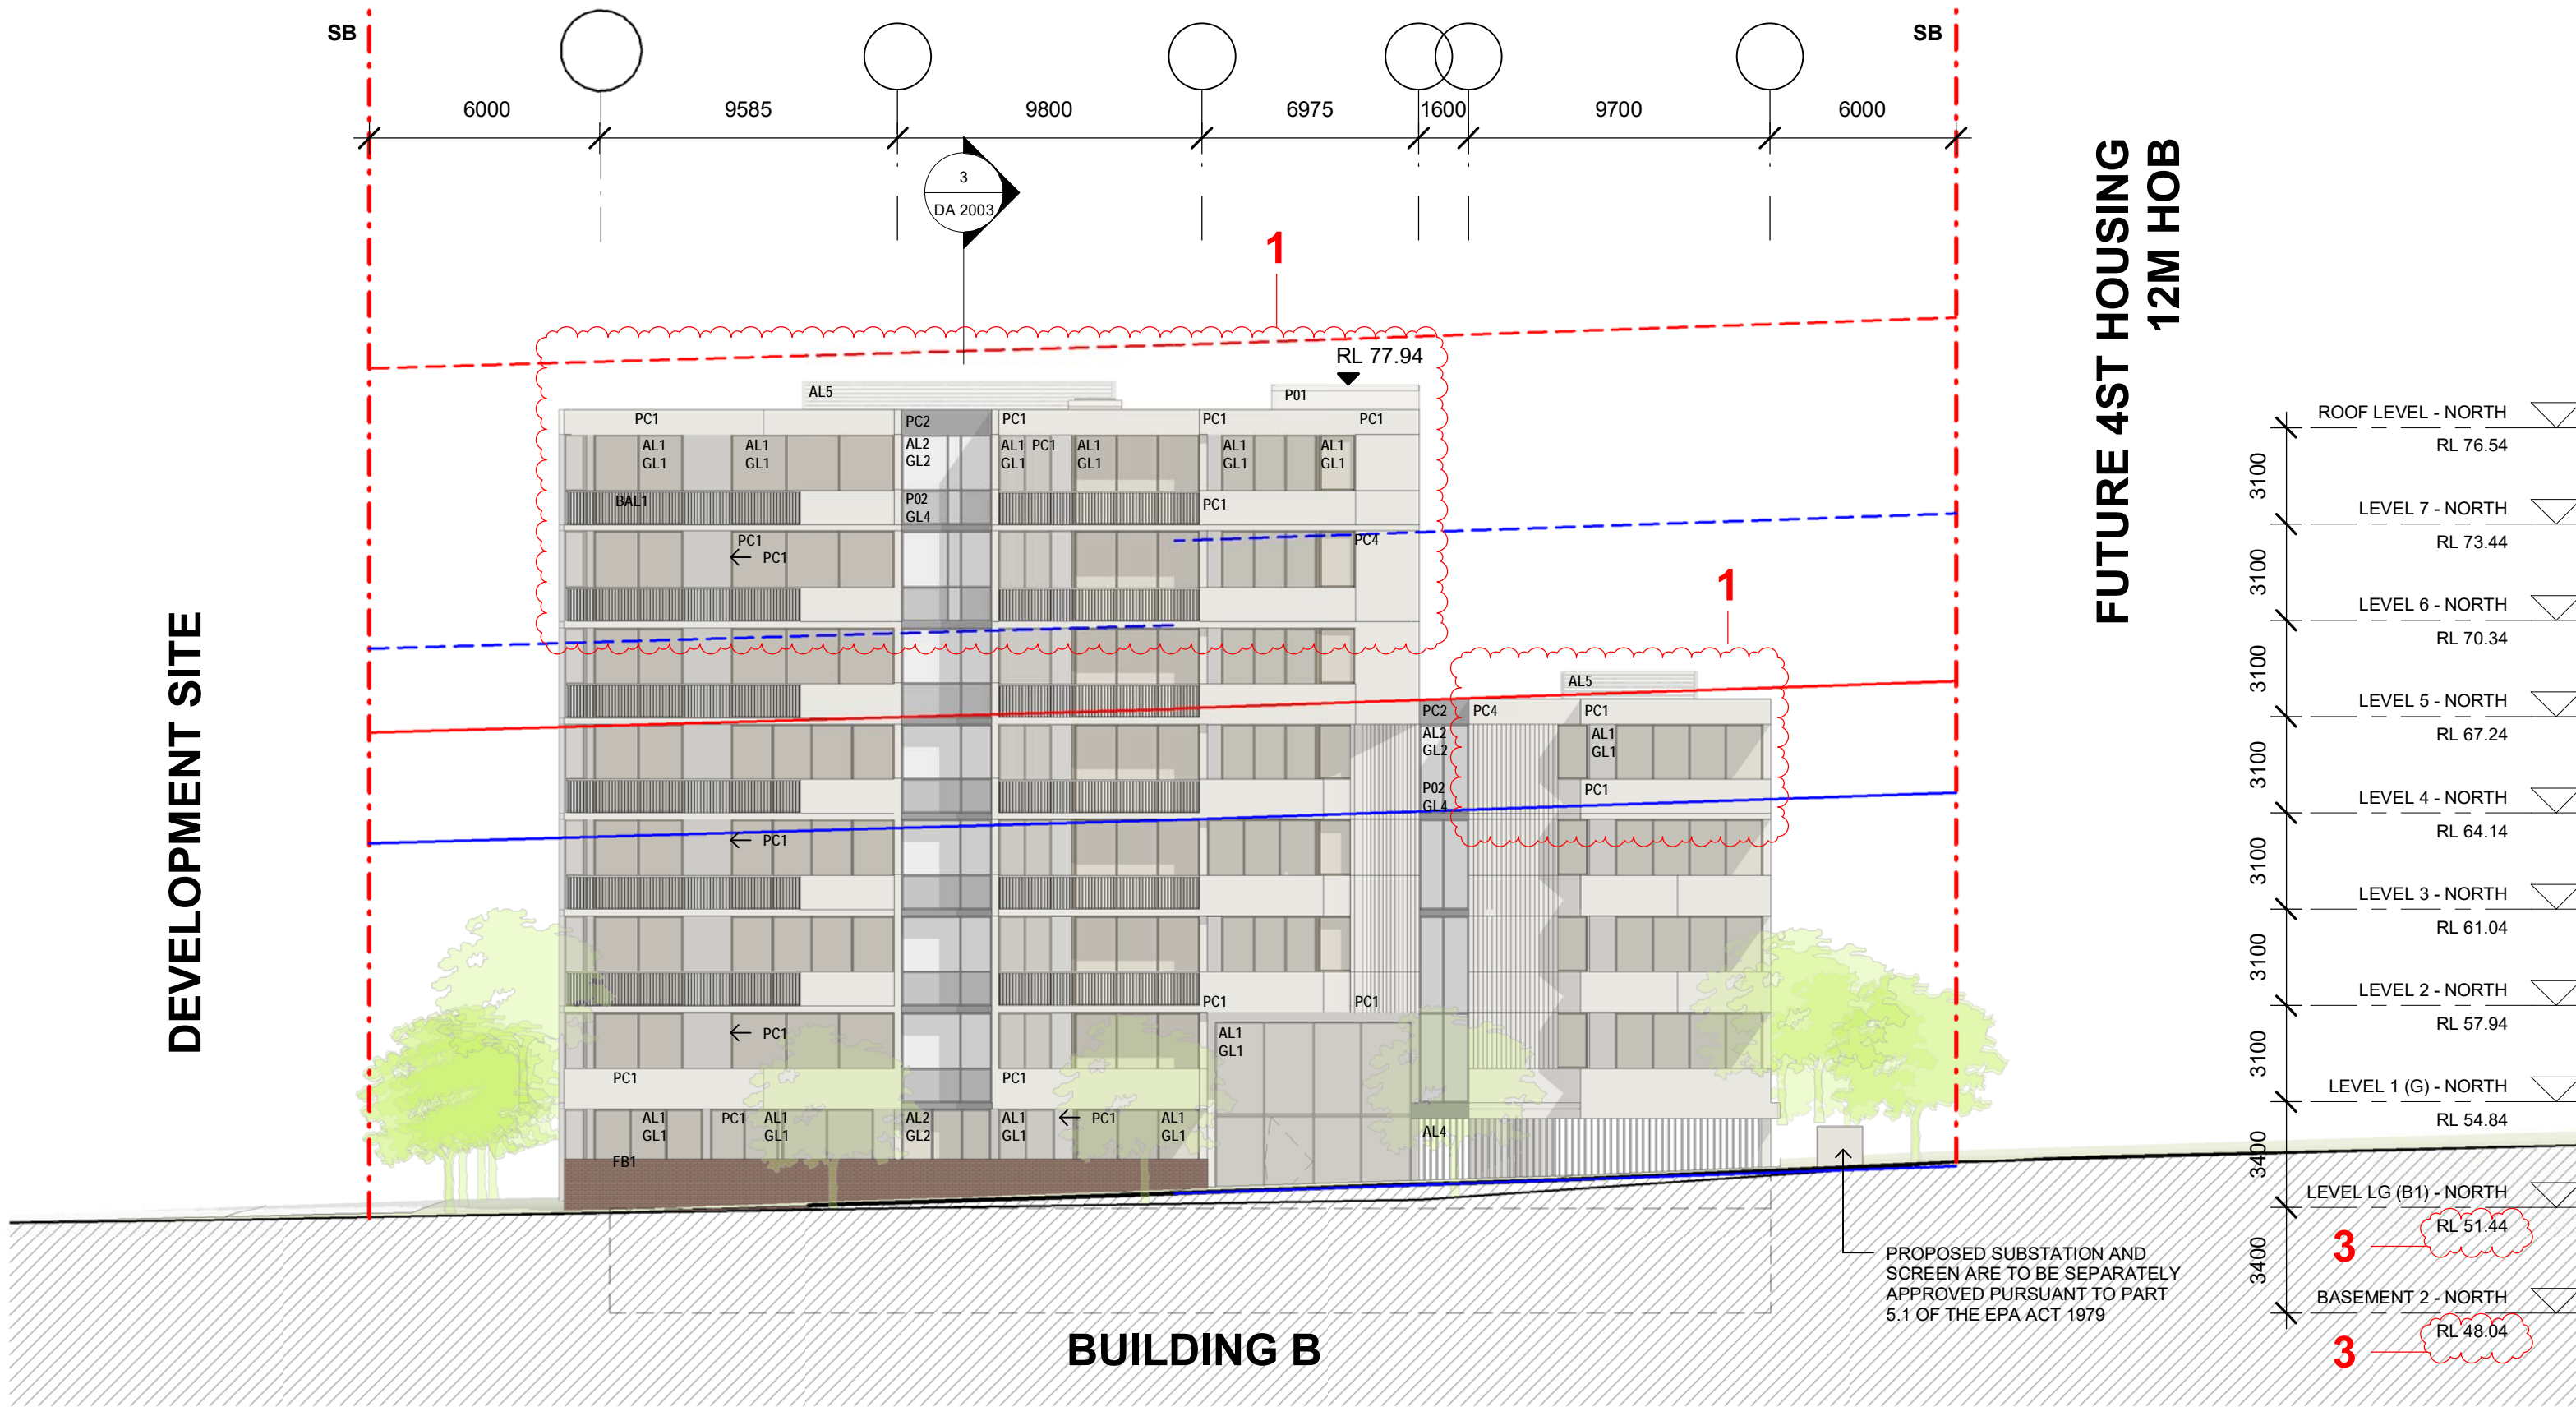 SB
SB
6000
9585
9800
6975
1600
9700
6000
3
DA 2003
1
RL 77.94
AL5
P01
PC1
PC2
PC1
PC1
PC1
AL1
GL1
AL1
GL1
AL2
GL2
AL1
GL1
PC1
AL1
GL1
AL1
GL1
AL1
GL1
BAL1
P02
GL4
PC1
PC1
PC1
PC4
1
AL5
PC2
PC4
PC1
AL2
GL2
AL1
GL1
P02
GL4
PC1
PC1
PC1
PC1
PC1
AL1
GL1
PC1
PC1
AL1
GL1
PC1
AL1
GL1
AL2
GL2
AL1
GL1
PC1
AL1
GL1
AL4
FB1
DEVELOPMENT SITE
FUTURE 4ST HOUSING
12M HOB
ROOF LEVEL - NORTH
RL 76.54
3100
LEVEL 7 - NORTH
RL 73.44
3100
LEVEL 6 - NORTH
RL 70.34
3100
LEVEL 5 - NORTH
RL 67.24
3100
LEVEL 4 - NORTH
RL 64.14
3100
LEVEL 3 - NORTH
RL 61.04
3100
LEVEL 2 - NORTH
RL 57.94
3100
LEVEL 1 (G) - NORTH
RL 54.84
3400
LEVEL LG (B1) - NORTH
RL 51.44
3
3400
BASEMENT 2 - NORTH
RL 48.04
3
PROPOSED SUBSTATION AND
SCREEN ARE TO BE SEPARATELY
APPROVED PURSUANT TO PART
5.1 OF THE EPA ACT 1979
BUILDING B